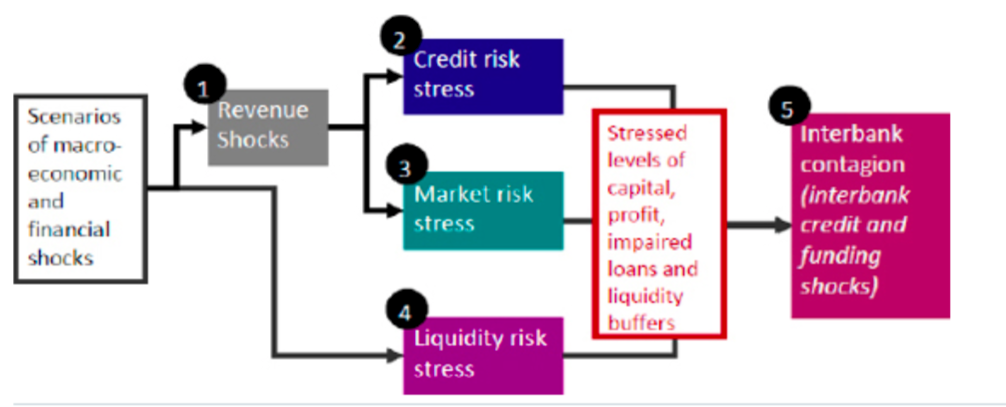 Scenarios
of macro-
economic
and
financial
shocks
1
Revenue
Shocks
2
Credit risk
stress
3
Market risk
stress
4
Liquidity risk
stress
Stressed
levels of
capital,
profit,
impaired
loans and
liquidity
buffers
5
Interbank
contagion
(interbank
credit and
funding
shocks)